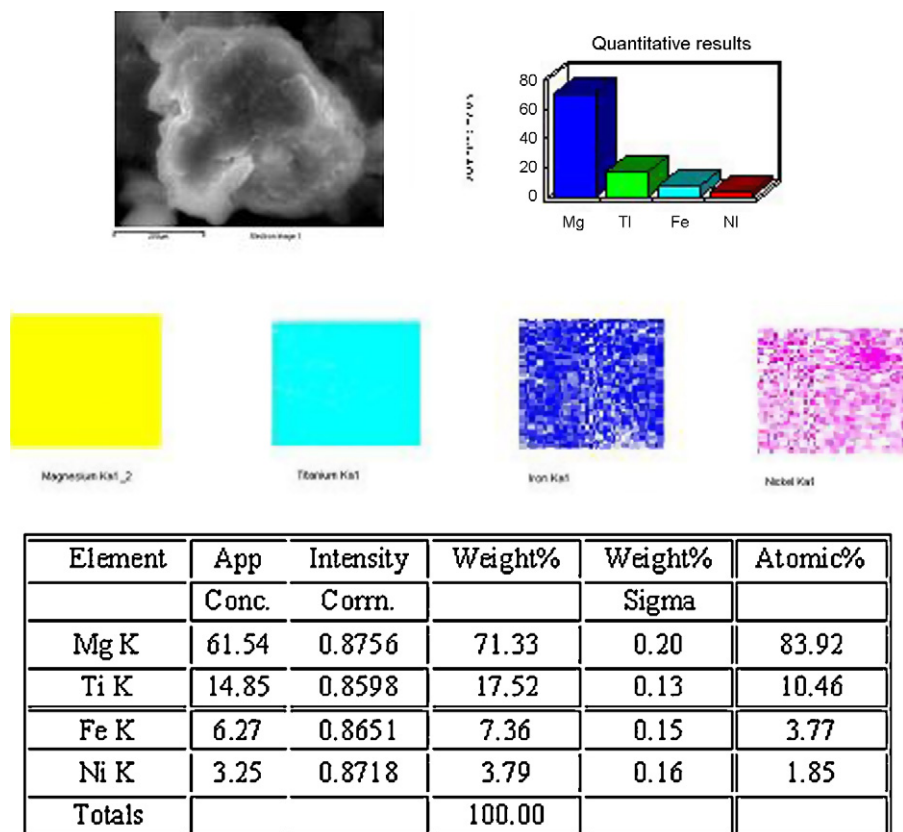 Quantitative results
80
60
40
20
0
Mg Ti Fe Ni
Electron Image 1
Magnesium Ka1_2
Titanium Ka1
Iron Ka1
Nickel Ka1
Element App Intensity Weight% Weight% Atomic%
Conc. Corrn. Sigma
Mg K 61.54 0.8756 71.33 0.20 83.92
Ti K 14.85 0.8598 17.52 0.13 10.46
Fe K 6.27 0.8651 7.36 0.15 3.77
Ni K 3.25 0.8718 3.79 0.16 1.85
Totals 100.00